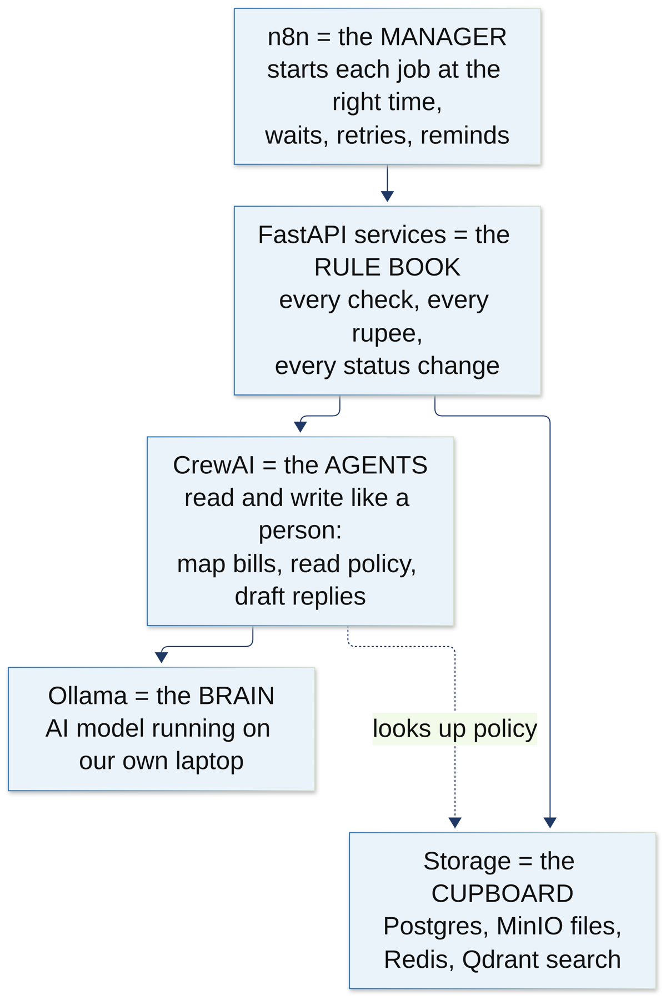 n8n = the MANAGER
starts each job at the
right time,
waits, retries, reminds
FastAPI services = the
RULE BOOK
every check, every
rupee,
every status change
CrewAI = the AGENTS
read and write like a
person:
map bills, read policy,
draft replies
Ollama = the BRAIN
AI model running on
our own laptop
looks up policy
Storage = the
CUPBOARD
Postgres, MinIO files,
Redis, Qdrant search